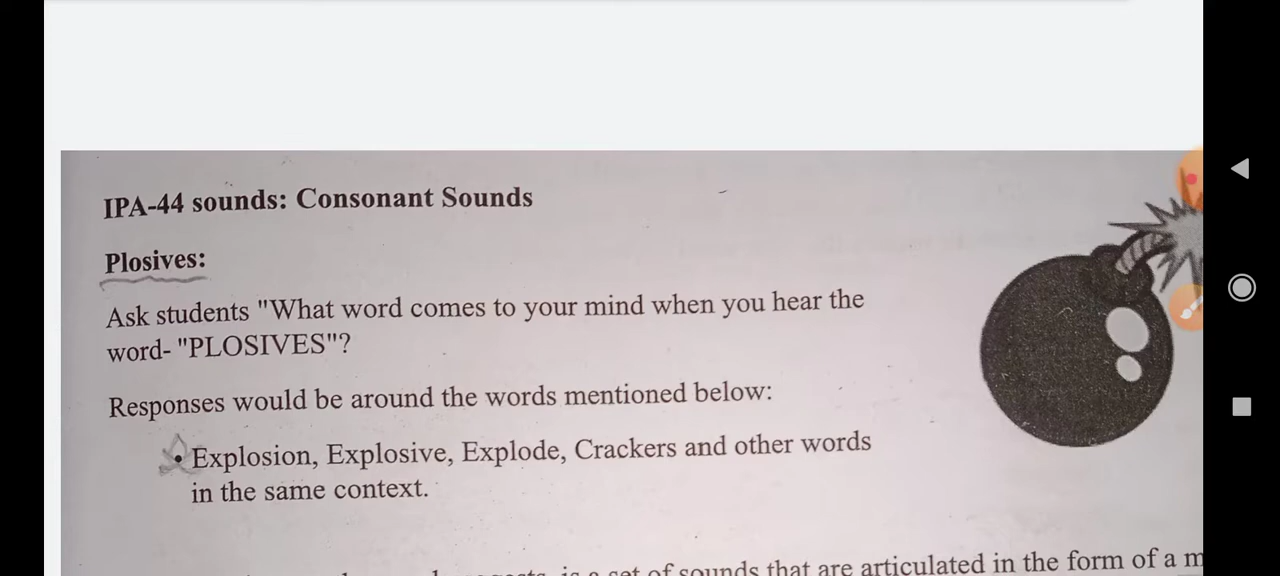 IPA-44 sounds: Consonant Sounds
Plosives:
Ask students "What word comes to your mind when you hear the
word- "PLOSIVES"?
Responses would be around the words mentioned below:
• Explosion, Explosive, Explode, Crackers and other words
in the same context.
is a set of sounds that are articulated in the form of a m